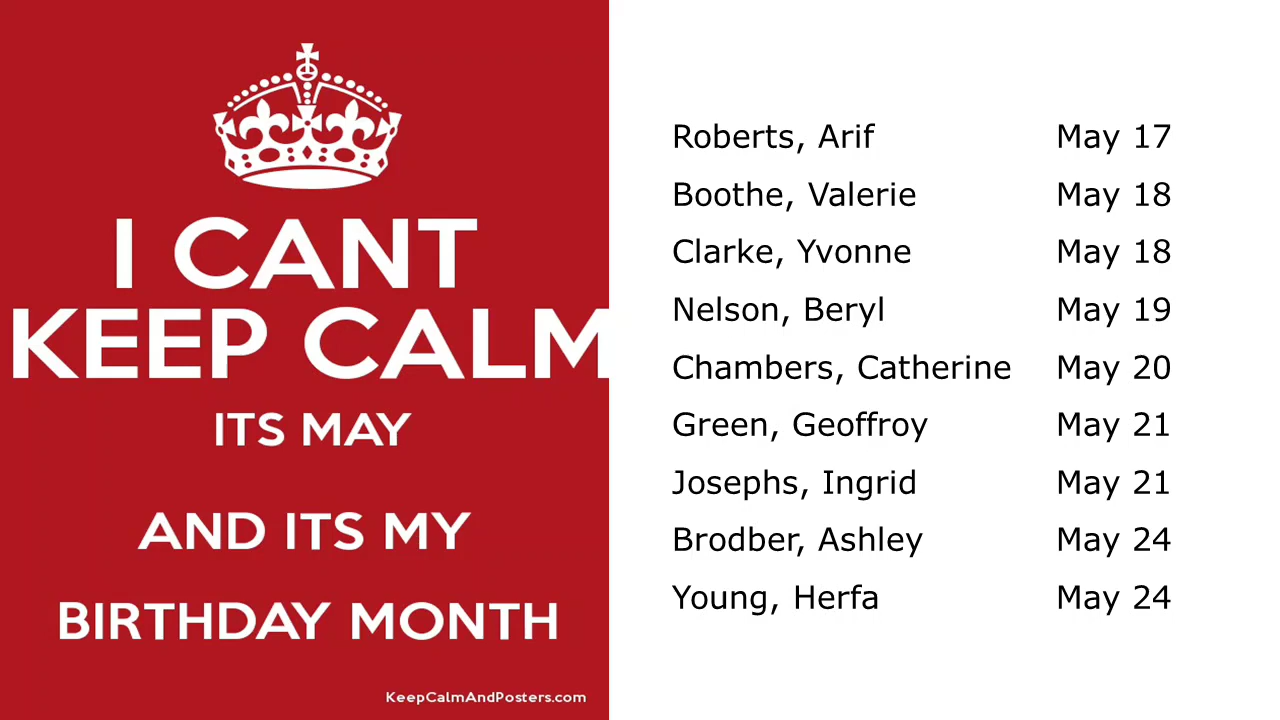 I CANT
KEEP CALM
ITS MAY
AND ITS MY
BIRTHDAY MONTH
KeepCalmAndPosters.com
Roberts, Arif May 17
Boothe, Valerie May 18
Clarke, Yvonne May 18
Nelson, Beryl May 19
Chambers, Catherine May 20
Green, Geoffroy May 21
Josephs, Ingrid May 21
Brodber, Ashley May 24
Young, Herfa May 24